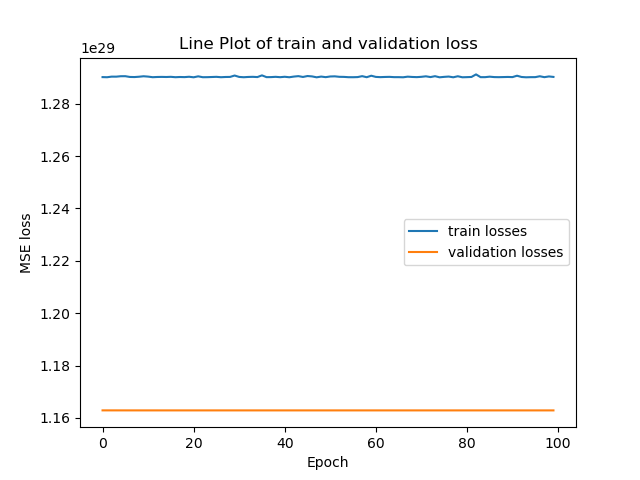 Line Plot of train and validation loss
1e29
1.28
1.26
1.24
1.22
1.20
1.18
1.16
MSE loss
train losses
validation losses
0 20 40 60 80 100
Epoch